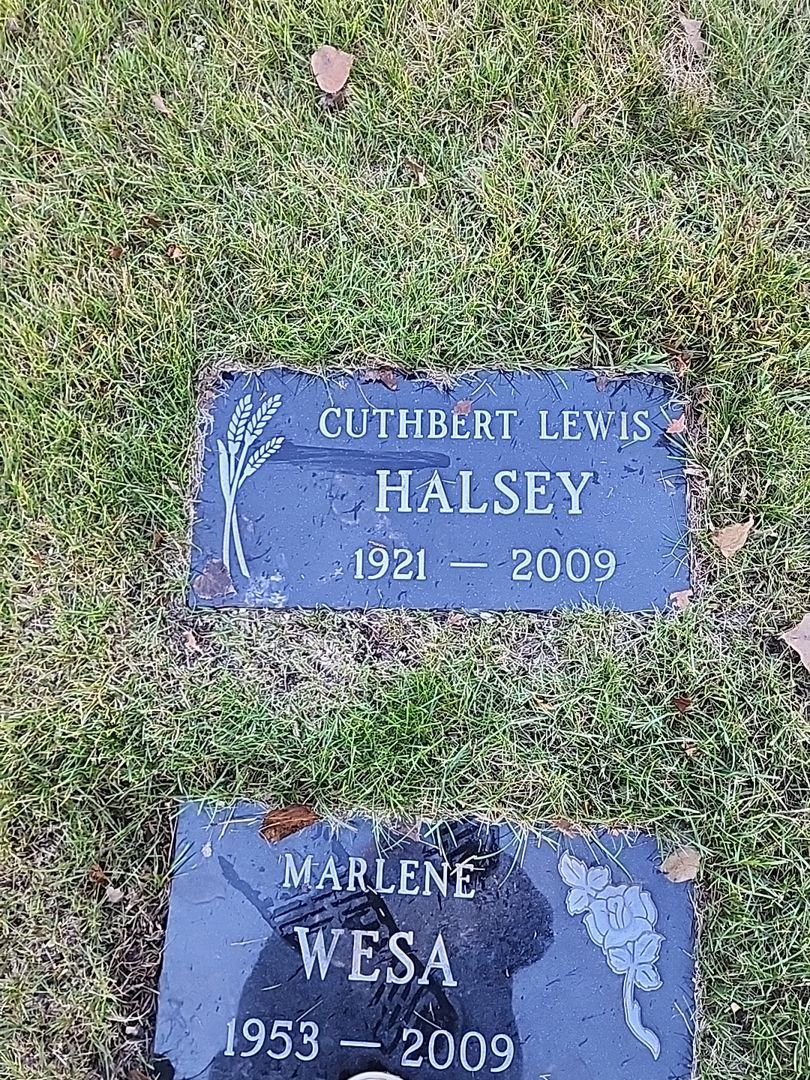 CUTHBERT LEWIS
HALSEY
1921 — 2009
MARLENE
WESA
1953 — 2009